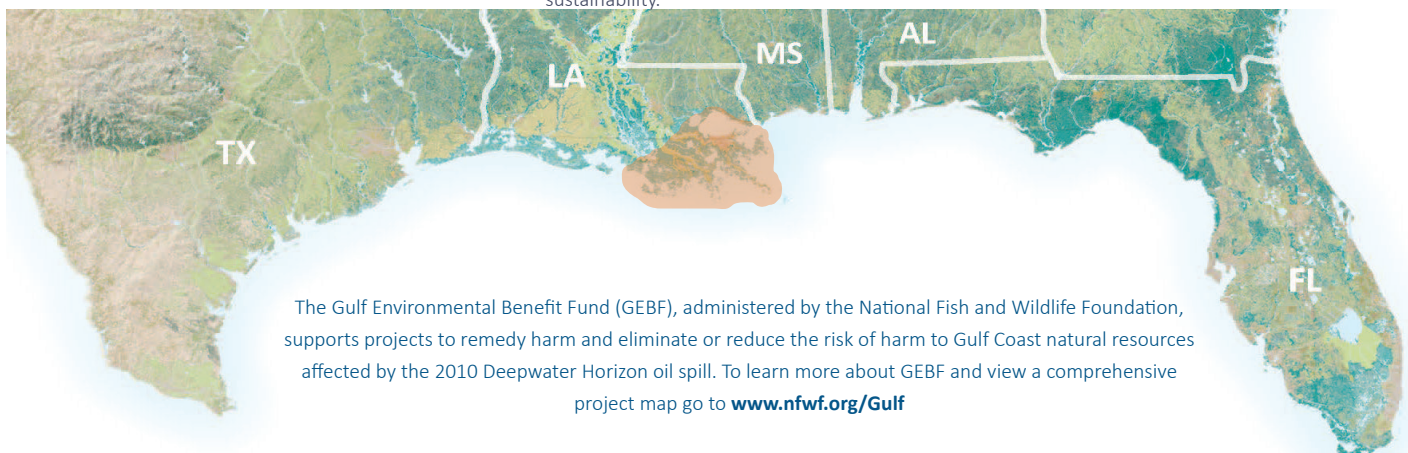 sustainability.
AL
MS
LA
TX
FL
The Gulf Environmental Benefit Fund (GEBF), administered by the National Fish and Wildlife Foundation,
supports projects to remedy harm and eliminate or reduce the risk of harm to Gulf Coast natural resources
affected by the 2010 Deepwater Horizon oil spill. To learn more about GEBF and view a comprehensive
project map go to www.nfwf.org/Gulf